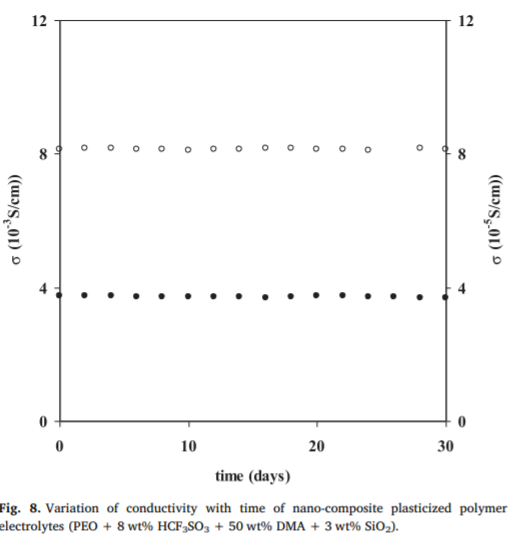 12
12
8
8
σ (10⁻³S/cm))
σ (10⁻⁵S/cm))
4
4
0
0
0
10
20
30
time (days)
Fig. 8. Variation of conductivity with time of nano-composite plasticized polymer
electrolytes (PEO + 8 wt% HCF₃SO₃ + 50 wt% DMA + 3 wt% SiO₂).